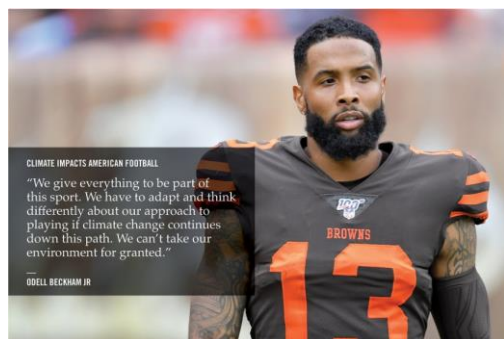 CLIMATE IMPACTS AMERICAN FOOTBALL
“We give everything to be part of
this sport. We have to adapt and think
differently about our approach to
playing if climate change continues
down this path. We can’t take our
environment for granted.”
ODELL BECKHAM JR
100
BROWNS
13